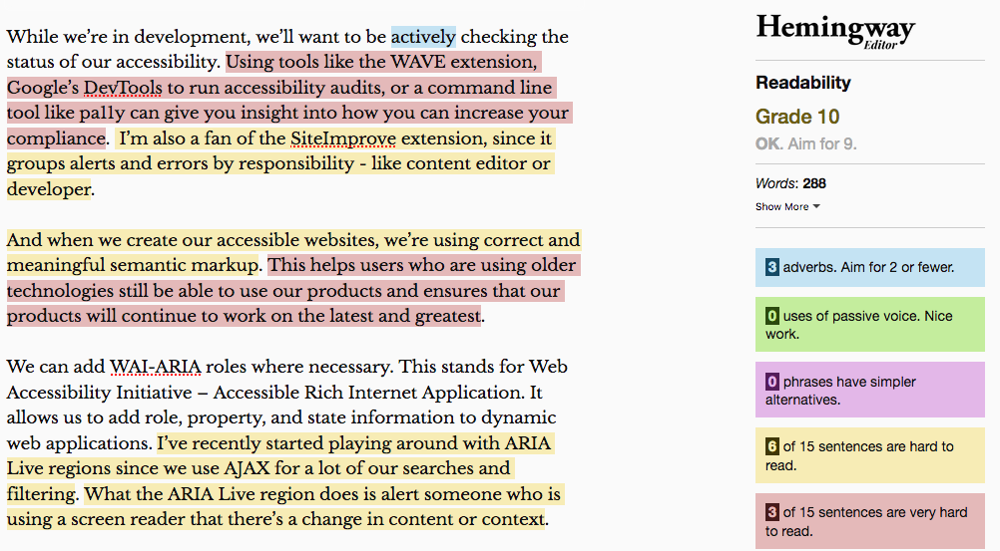 While we're in development, we'll want to be actively checking the
status of our accessibility. Using tools like the WAVE extension,
Google's DevTools to run accessibility audits, or a command line
tool like pa11y can give you insight into how you can increase your
compliance. I'm also a fan of the SiteImprove extension, since it
groups alerts and errors by responsibility - like content editor or
developer.
And when we create our accessible websites, we're using correct and
meaningful semantic markup. This helps users who are using older
technologies still be able to use our products and ensures that our
products will continue to work on the latest and greatest.
We can add WAI-ARIA roles where necessary. This stands for Web
Accessibility Initiative – Accessible Rich Internet Application. It
allows us to add role, property, and state information to dynamic
web applications. I've recently started playing around with ARIA
Live regions since we use AJAX for a lot of our searches and
filtering. What the ARIA Live region does is alert someone who is
using a screen reader that there's a change in content or context.
Hemingway
Editor
Readability
Grade 10
OK. Aim for 9.
Words: 288
Show More
3 adverbs. Aim for 2 or fewer.
0 uses of passive voice. Nice
work.
0 phrases have simpler
alternatives.
6 of 15 sentences are hard to
read.
3 of 15 sentences are very hard
to read.